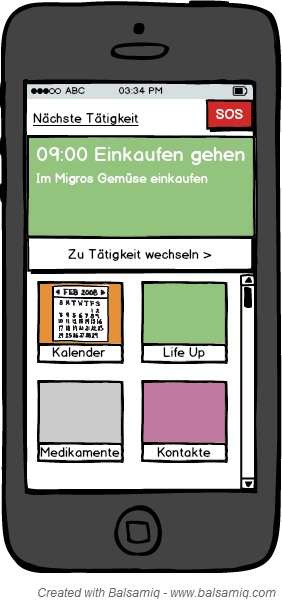 ABC 03:34 PM
Nächste Tätigkeit SOS
09:00 Einkaufen gehen
Im Migros Gemüse einkaufen
Zu Tätigkeit wechseln >
FEB 2008
S M T W T F S
Kalender Life Up
Medikamente Kontakte
Created with Balsamiq - www.balsamiq.com